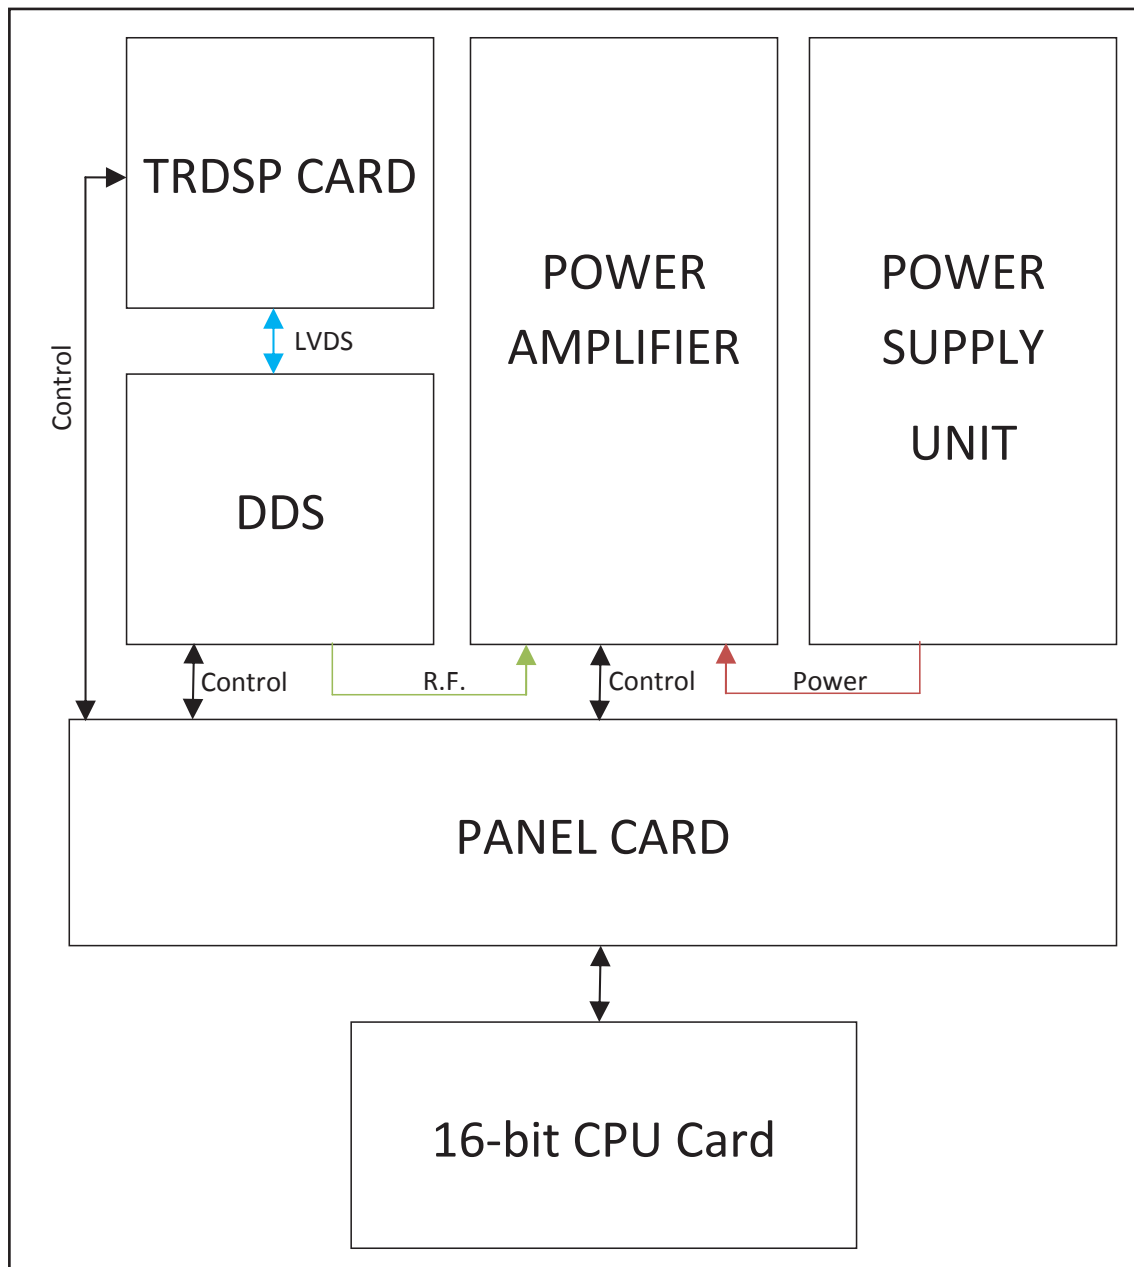 TRDSP CARD
POWER
AMPLIFIER
POWER
SUPPLY
UNIT
Control
LVDS
DDS
Control
R.F.
Control
Power
PANEL CARD
16-bit CPU Card